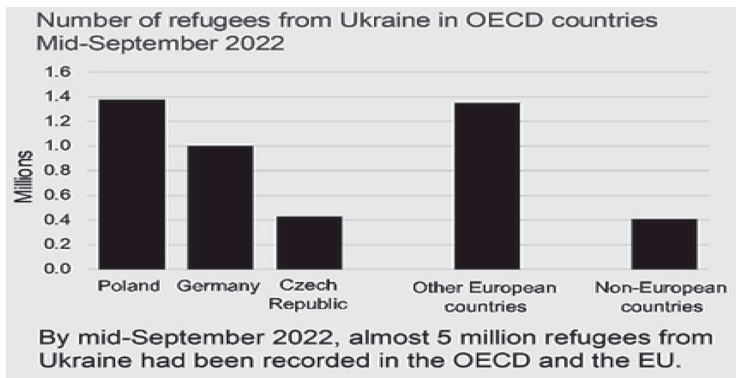 Number of refugees from Ukraine in OECD countries
Mid-September 2022
1.6
1.4
1.2
1.0
0.8
0.6
0.4
0.2
0.0
Millions
Poland
Germany
Czech
Republic
Other European
countries
Non-European
countries
By mid-September 2022, almost 5 million refugees from
Ukraine had been recorded in the OECD and the EU.